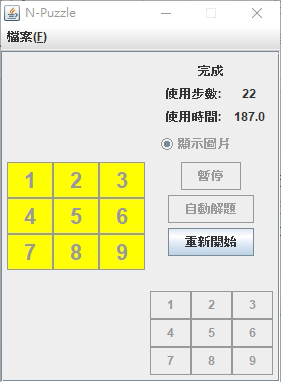 N-Puzzle
檔案(F)
完成
使用步數: 22
使用時間: 187.0
顯示圖片
暫停
自動解題
重新開始
1 2 3
4 5 6
7 8 9
1 2 3
4 5 6
7 8 9